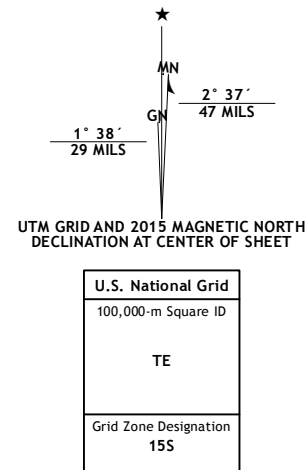 ★
MN
GN
2° 37´
47 MILS
1° 38´
29 MILS
UTM GRID AND 2015 MAGNETIC NORTH
DECLINATION AT CENTER OF SHEET
U.S. National Grid
100,000-m Square ID
TE
Grid Zone Designation
15S